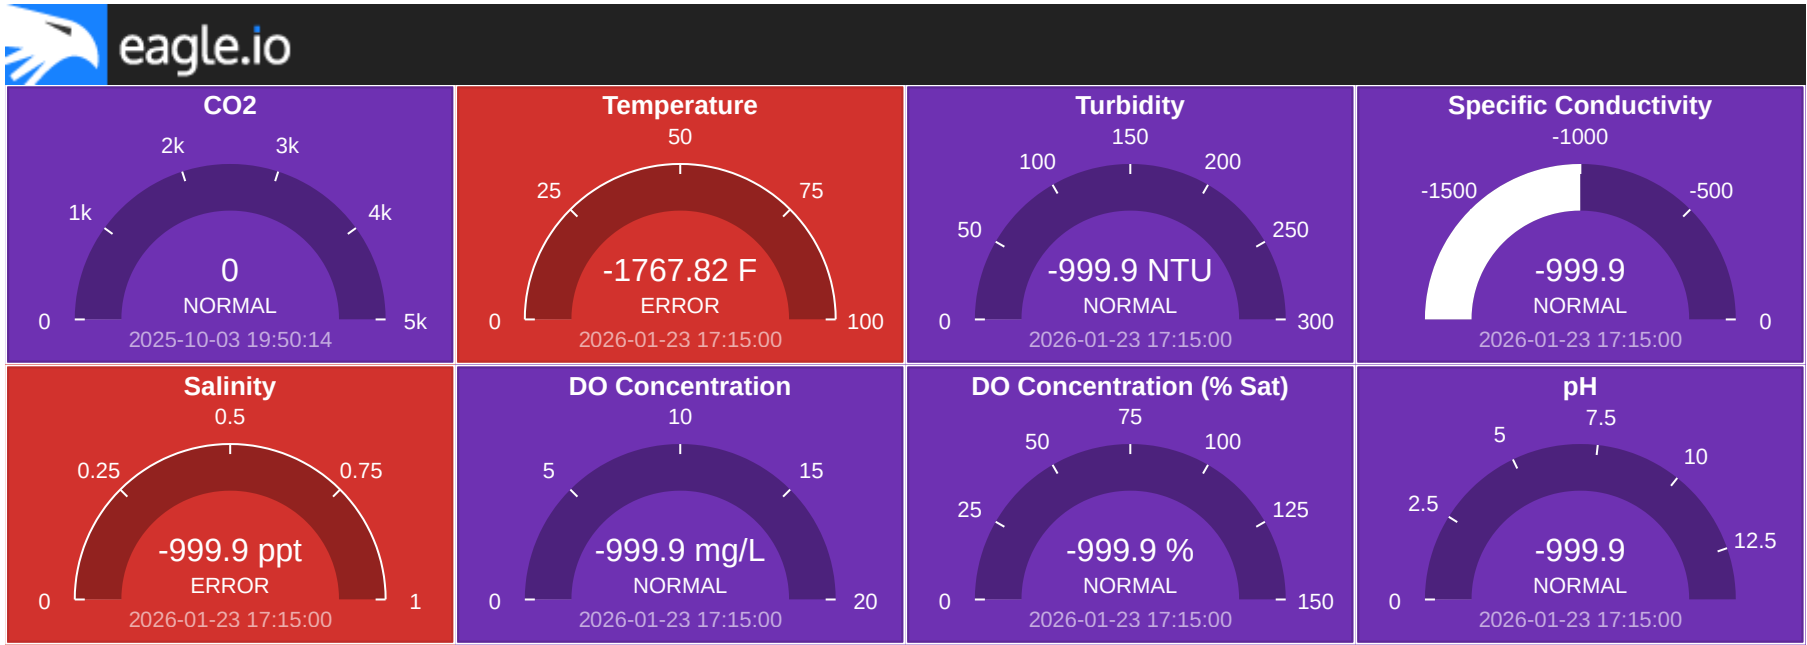 eagle.io
CO2
2k 3k
1k 4k
0
NORMAL
0 5k
2025-10-03 19:50:14
Temperature
50
25 75
-1767.82 F
ERROR
0 100
2026-01-23 17:15:00
Turbidity
150
100 200
50 250
-999.9 NTU
NORMAL
0 300
2026-01-23 17:15:00
Specific Conductivity
-1000
-1500 -500
-999.9
NORMAL
0
2026-01-23 17:15:00
Salinity
0.5
0.25 0.75
-999.9 ppt
ERROR
0 1
2026-01-23 17:15:00
DO Concentration
10
5 15
-999.9 mg/L
NORMAL
0 20
2026-01-23 17:15:00
DO Concentration (% Sat)
75
50 100
25 125
-999.9 %
NORMAL
0 150
2026-01-23 17:15:00
pH
7.5
5 10
2.5 12.5
-999.9
NORMAL
0
2026-01-23 17:15:00